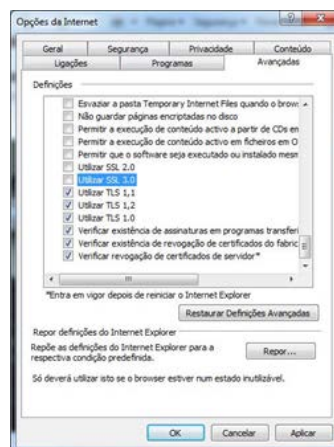 Opções da Internet
Geral Segurança Privacidade Conteúdo
Ligações Programas Avançadas
Definições
Esvaziar a pasta Temporary Internet Files quando o brows
Não guardar páginas encriptadas no disco
Permitir a execução de conteúdo activo a partir de CDs em
Permitir a execução de conteúdo activo em ficheiros em O
Permitir que o software seja executado ou instalado mesm
Utilizar SSL 2.0
Utilizar SSL 3.0
Utilizar TLS 1,1
Utilizar TLS 1,2
Utilizar TLS 1.0
Verificar existência de assinaturas em programas transferi
Verificar existência de revogação de certificados do fabric
Verificar revogação de certificados de servidor*
*Entra em vigor depois de reiniciar o Internet Explorer
Restaurar Definições Avançadas
Repor definições do Internet Explorer
Repõe as definições do Internet Explorer para a
respectiva condição predefinida.
Repor...
Só deverá utilizar isto se o browser estiver num estado inutilizável.
OK Cancelar Aplicar